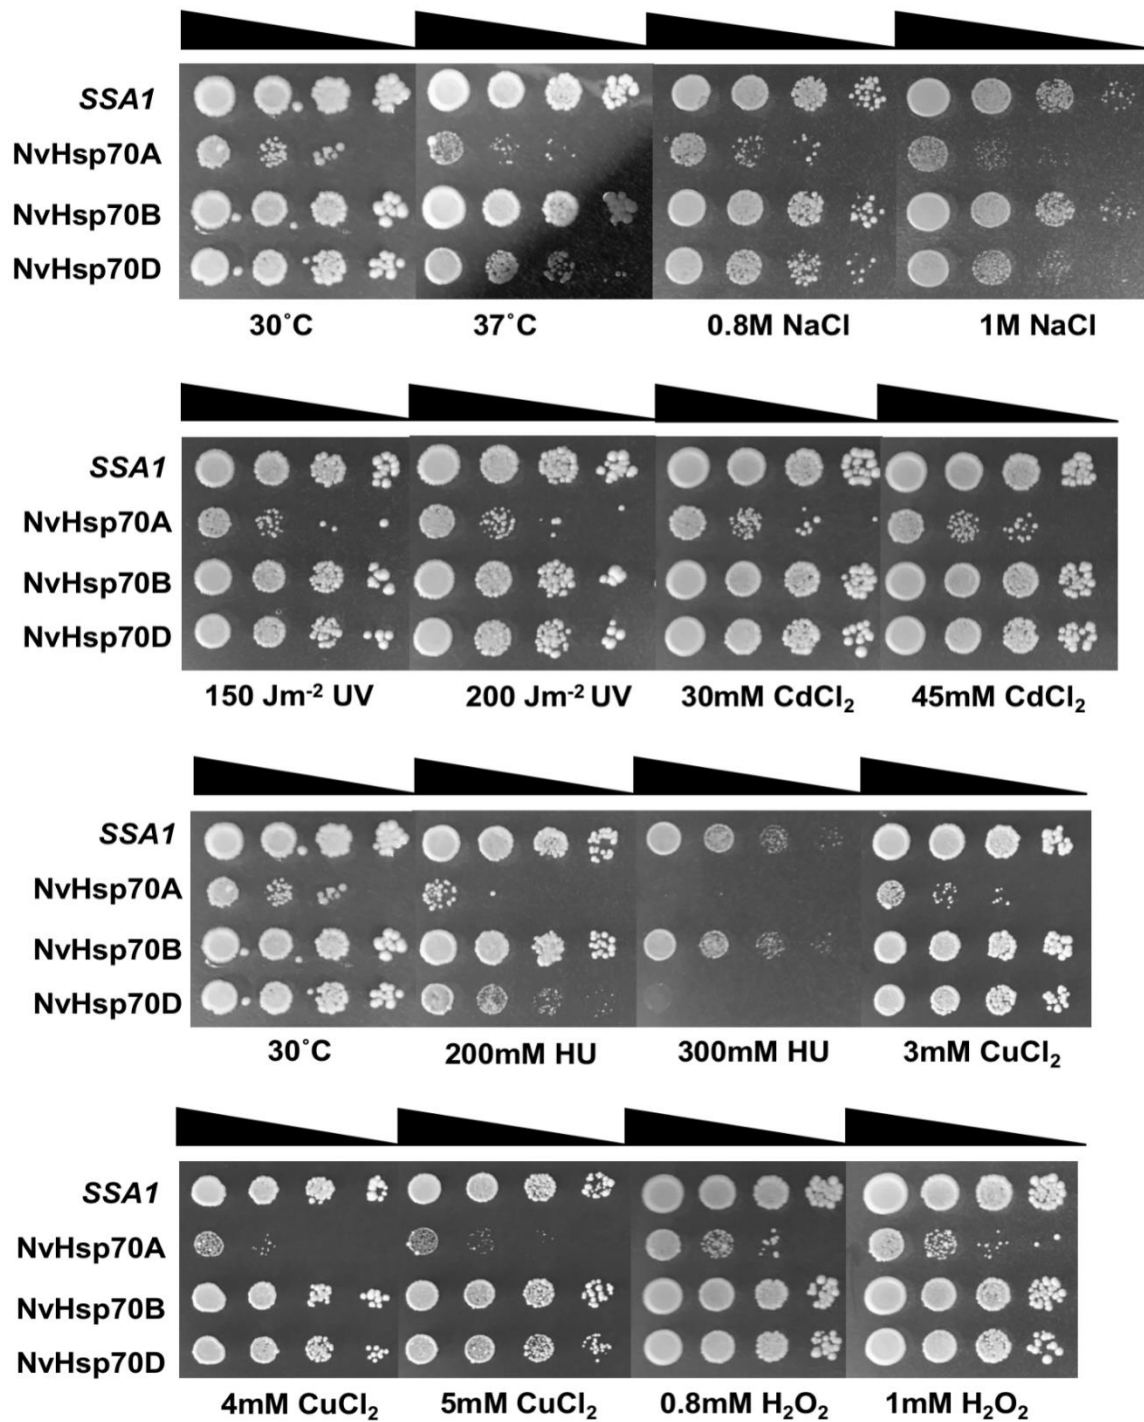 SSA1
NvHsp70A
NvHsp70B
NvHsp70D
30˚C 37˚C 0.8M NaCl 1M NaCl
SSA1
NvHsp70A
NvHsp70B
NvHsp70D
150 Jm⁻² UV 200 Jm⁻² UV 30mM CdCl₂ 45mM CdCl₂
SSA1
NvHsp70A
NvHsp70B
NvHsp70D
30˚C 200mM HU 300mM HU 3mM CuCl₂
SSA1
NvHsp70A
NvHsp70B
NvHsp70D
4mM CuCl₂ 5mM CuCl₂ 0.8mM H₂O₂ 1mM H₂O₂